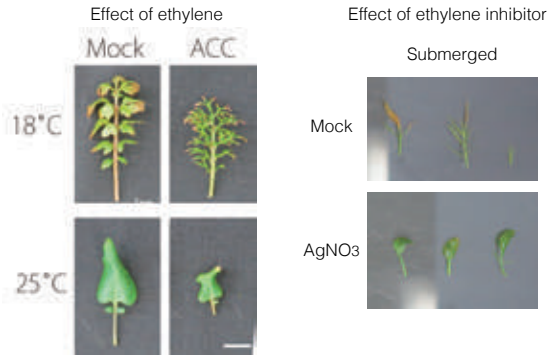 Effect of ethylene
Mock ACC
18°C
25°C
Effect of ethylene inhibitor
Submerged
Mock
AgNO3